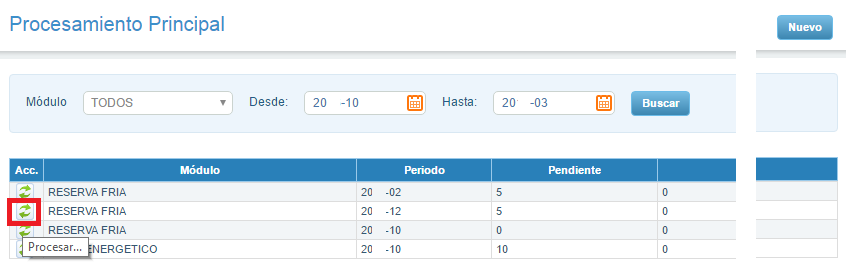 Procesamiento Principal
Nuevo
Módulo TODOS Desde: 20 -10 Hasta: 20 -03 Buscar
Acc. Módulo Periodo Pendiente
RESERVA FRIA 20 -02 5 0
RESERVA FRIA 20 -12 5 0
RESERVA FRIA 20 -10 0 0
Procesar... ENERGETICO 20 -10 10 0